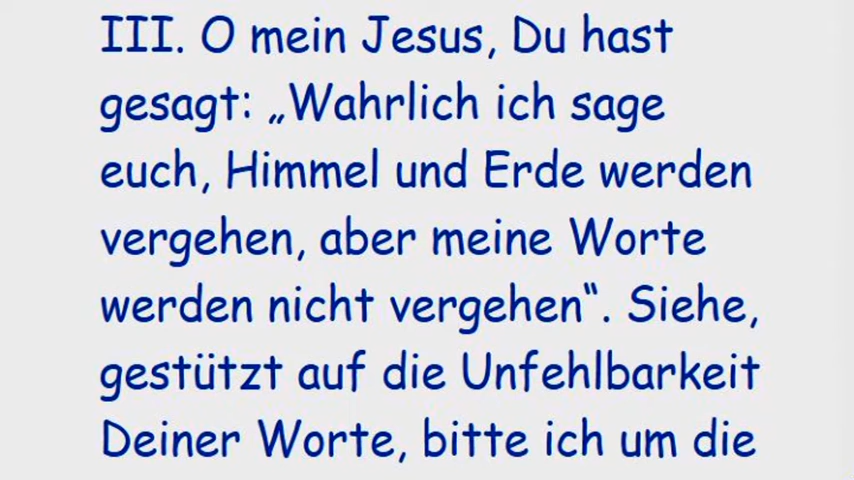 III. O mein Jesus, Du hast
gesagt: „Wahrlich ich sage
euch, Himmel und Erde werden
vergehen, aber meine Worte
werden nicht vergehen“. Siehe,
gestützt auf die Unfehlbarkeit
Deiner Worte, bitte ich um die